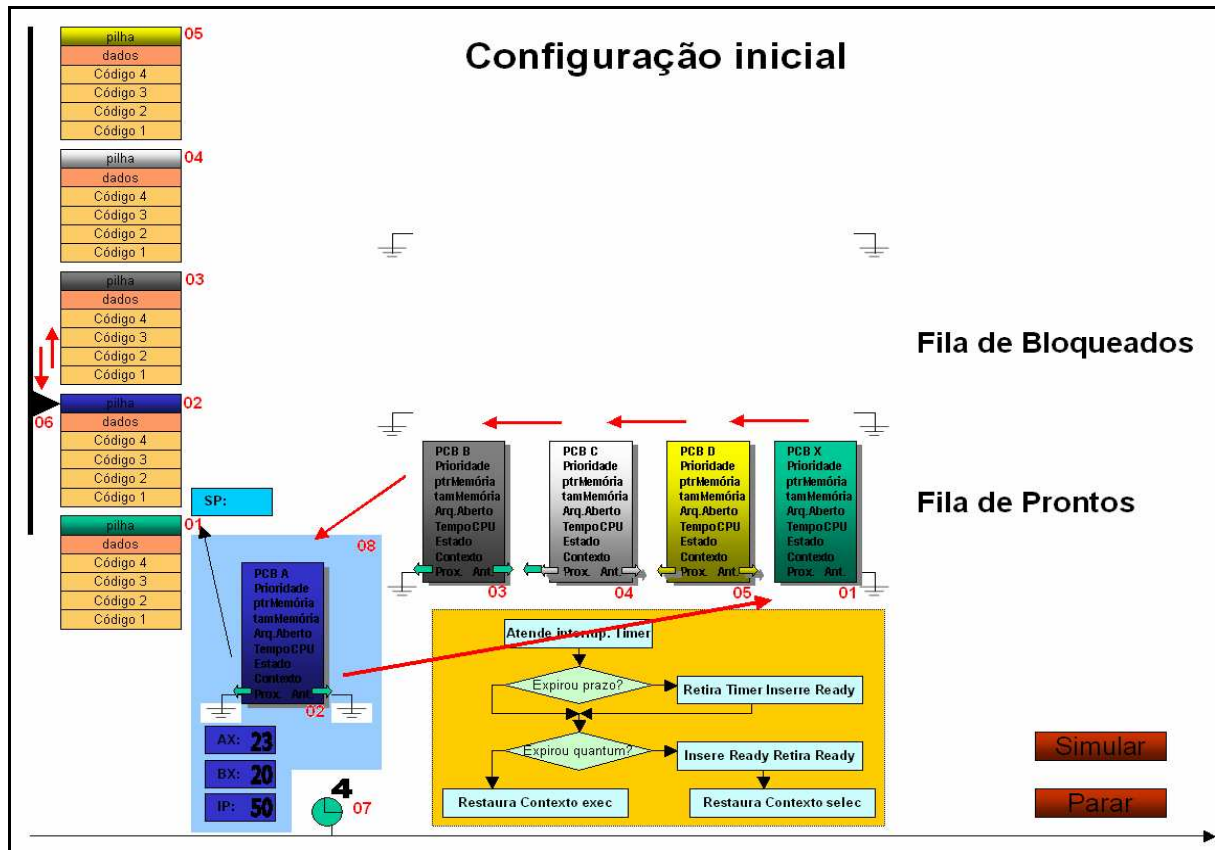 Configuração inicial
pilha 05
dados
Código 4
Código 3
Código 2
Código 1
pilha 04
dados
Código 4
Código 3
Código 2
Código 1
pilha 03
dados
Código 4
Código 3
Código 2
Código 1
06
pilha 02
dados
Código 4
Código 3
Código 2
Código 1
pilha 01
dados
Código 4
Código 3
Código 2
Código 1
Fila de Bloqueados
Fila de Prontos
SP:
08
PCB A
Prioridade
ptrMemória
tamMemória
Arq.Aberto
TempoCPU
Estado
Contexto
Prox. Ant.
02
AX: 23
BX: 20
IP: 50
4
07
PCB B
Prioridade
ptrMemória
tamMemória
Arq.Aberto
TempoCPU
Estado
Contexto
Prox. Ant.
03
PCB C
Prioridade
ptrMemória
tamMemória
Arq.Aberto
TempoCPU
Estado
Contexto
Prox. Ant.
04
PCB D
Prioridade
ptrMemória
tamMemória
Arq.Aberto
TempoCPU
Estado
Contexto
Prox. Ant.
05
PCB X
Prioridade
ptrMemória
tamMemória
Arq.Aberto
TempoCPU
Estado
Contexto
Prox. Ant.
01
Atende interrup. Timer
Expirou prazo?
Retira Timer Inserre Ready
Expirou quantum?
Insere Ready Retira Ready
Restaura Contexto exec
Restaura Contexto selec
Simular
Parar